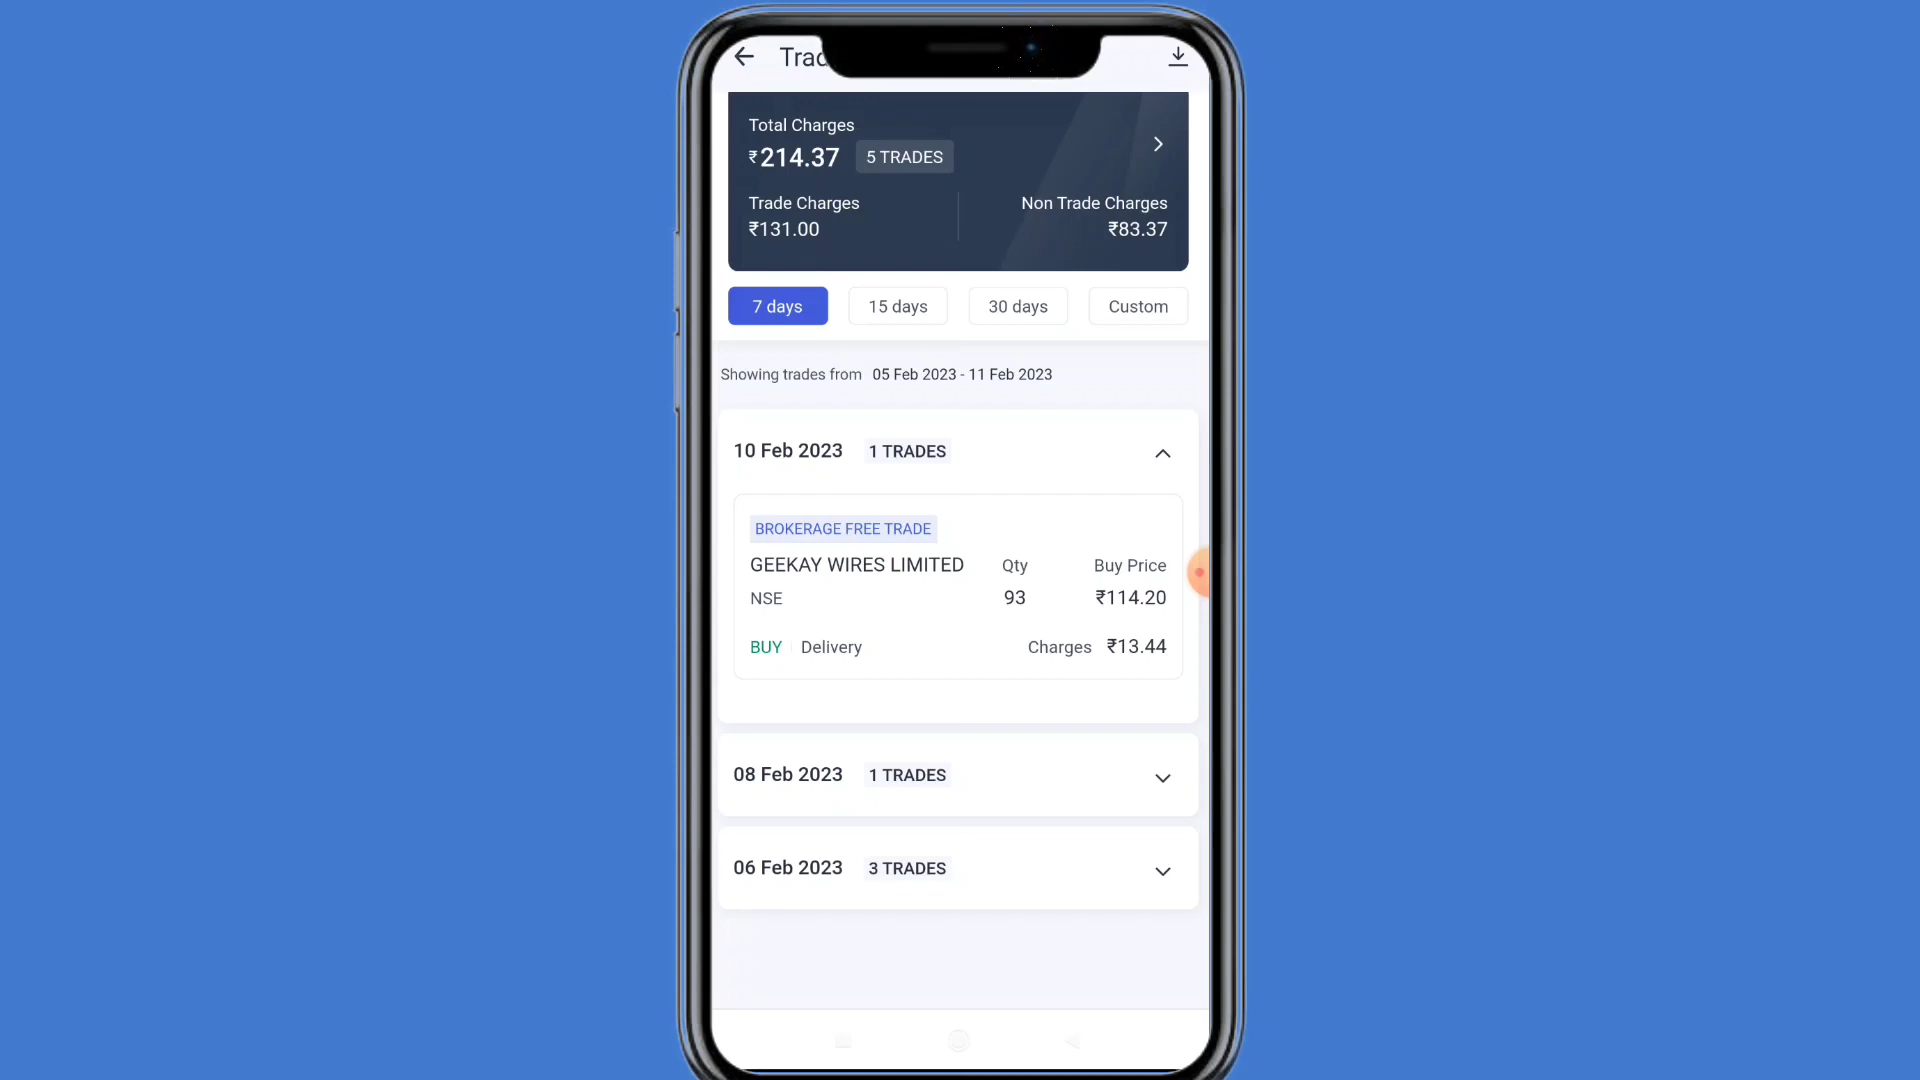 Trad
Total Charges
₹214.37 5 TRADES
Trade Charges Non Trade Charges
₹131.00 ₹83.37
7 days 15 days 30 days Custom
Showing trades from 05 Feb 2023 - 11 Feb 2023
10 Feb 2023 1 TRADES
BROKERAGE FREE TRADE
GEEKAY WIRES LIMITED Qty Buy Price
NSE 93 ₹114.20
BUY Delivery Charges ₹13.44
08 Feb 2023 1 TRADES
06 Feb 2023 3 TRADES